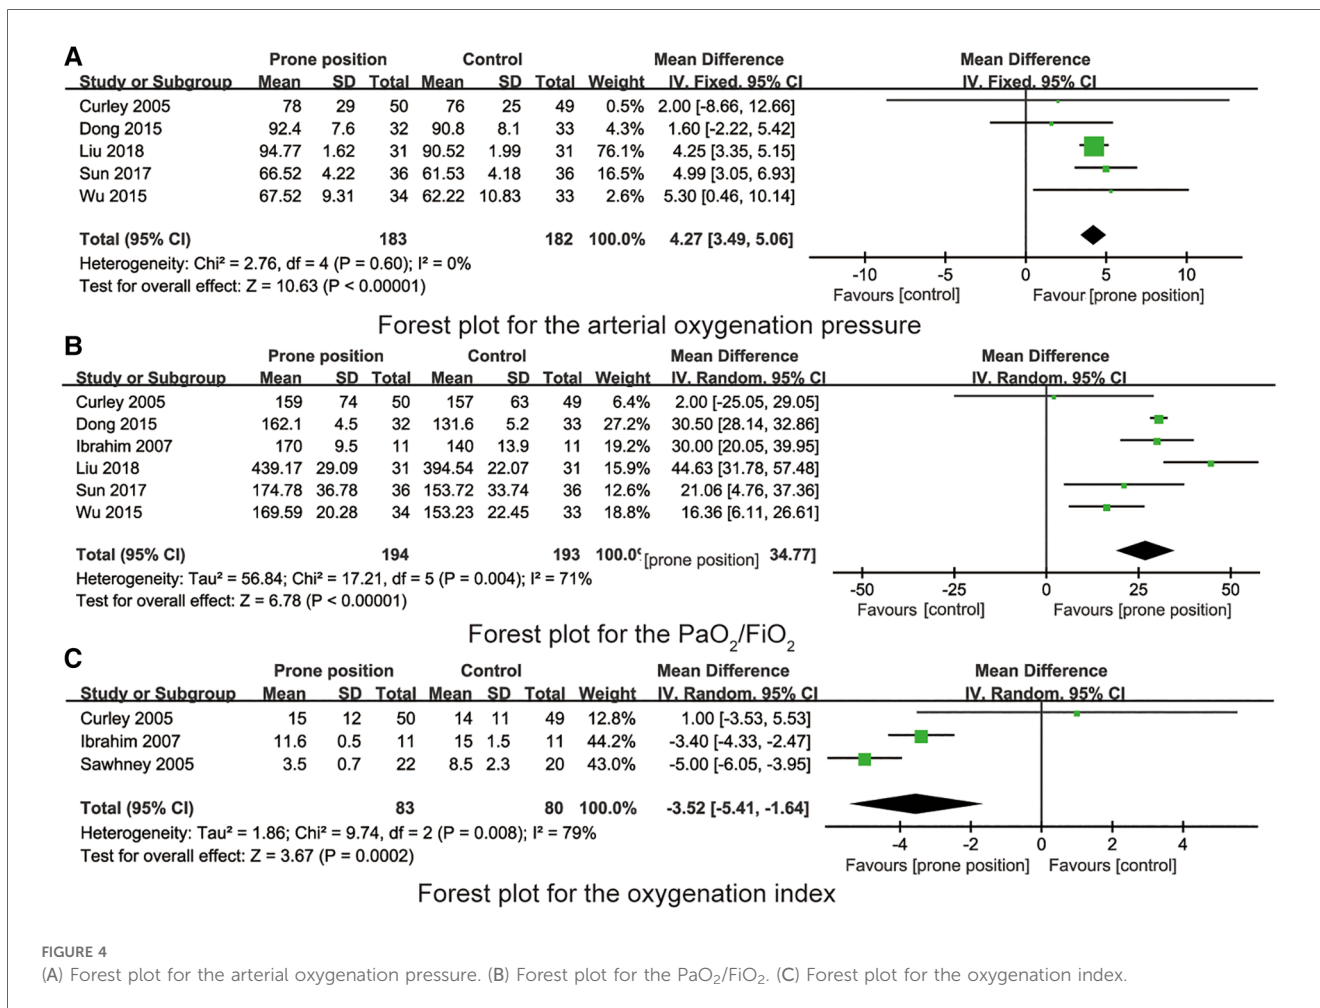 A
Prone position Control Mean Difference Mean Difference
Study or Subgroup Mean SD Total Mean SD Total Weight IV. Fixed. 95% CI IV. Fixed. 95% CI
Curley 2005 78 29 50 76 25 49 0.5% 2.00 [-8.66, 12.66]
Dong 2015 92.4 7.6 32 90.8 8.1 33 4.3% 1.60 [-2.22, 5.42]
Liu 2018 94.77 1.62 31 90.52 1.99 31 76.1% 4.25 [3.35, 5.15]
Sun 2017 66.52 4.22 36 61.53 4.18 36 16.5% 4.99 [3.05, 6.93]
Wu 2015 67.52 9.31 34 62.22 10.83 33 2.6% 5.30 [0.46, 10.14]
Total (95% CI) 183 182 100.0% 4.27 [3.49, 5.06]
Heterogeneity: Chi² = 2.76, df = 4 (P = 0.60); I² = 0%
Test for overall effect: Z = 10.63 (P < 0.00001)
-10 -5 0 5 10
Favours [control] Favour [prone position]
Forest plot for the arterial oxygenation pressure
B
Prone position Control Mean Difference Mean Difference
Study or Subgroup Mean SD Total Mean SD Total Weight IV. Random. 95% CI IV. Random. 95% CI
Curley 2005 159 74 50 157 63 49 6.4% 2.00 [-25.05, 29.05]
Dong 2015 162.1 4.5 32 131.6 5.2 33 27.2% 30.50 [28.14, 32.86]
Ibrahim 2007 170 9.5 11 140 13.9 11 19.2% 30.00 [20.05, 39.95]
Liu 2018 439.17 29.09 31 394.54 22.07 31 15.9% 44.63 [31.78, 57.48]
Sun 2017 174.78 36.78 36 153.72 33.74 36 12.6% 21.06 [4.76, 37.36]
Wu 2015 169.59 20.28 34 153.23 22.45 33 18.8% 16.36 [6.11, 26.61]
Total (95% CI) 194 193 100.0 [prone position] 34.77]
Heterogeneity: Tau² = 56.84; Chi² = 17.21, df = 5 (P = 0.004); I² = 71%
Test for overall effect: Z = 6.78 (P < 0.00001)
-50 -25 0 25 50
Favours [control] Favours [prone position]
Forest plot for the PaO₂/FiO₂
C
Prone position Control Mean Difference Mean Difference
Study or Subgroup Mean SD Total Mean SD Total Weight IV. Random. 95% CI IV. Random. 95% CI
Curley 2005 15 12 50 14 11 49 12.8% 1.00 [-3.53, 5.53]
Ibrahim 2007 11.6 0.5 11 15 1.5 11 44.2% -3.40 [-4.33, -2.47]
Sawhney 2005 3.5 0.7 22 8.5 2.3 20 43.0% -5.00 [-6.05, -3.95]
Total (95% CI) 83 80 100.0% -3.52 [-5.41, -1.64]
Heterogeneity: Tau² = 1.86; Chi² = 9.74, df = 2 (P = 0.008); I² = 79%
Test for overall effect: Z = 3.67 (P = 0.0002)
-4 -2 0 2 4
Favours [prone position] Favours [control]
Forest plot for the oxygenation index
FIGURE 4
(A) Forest plot for the arterial oxygenation pressure. (B) Forest plot for the PaO₂/FiO₂. (C) Forest plot for the oxygenation index.